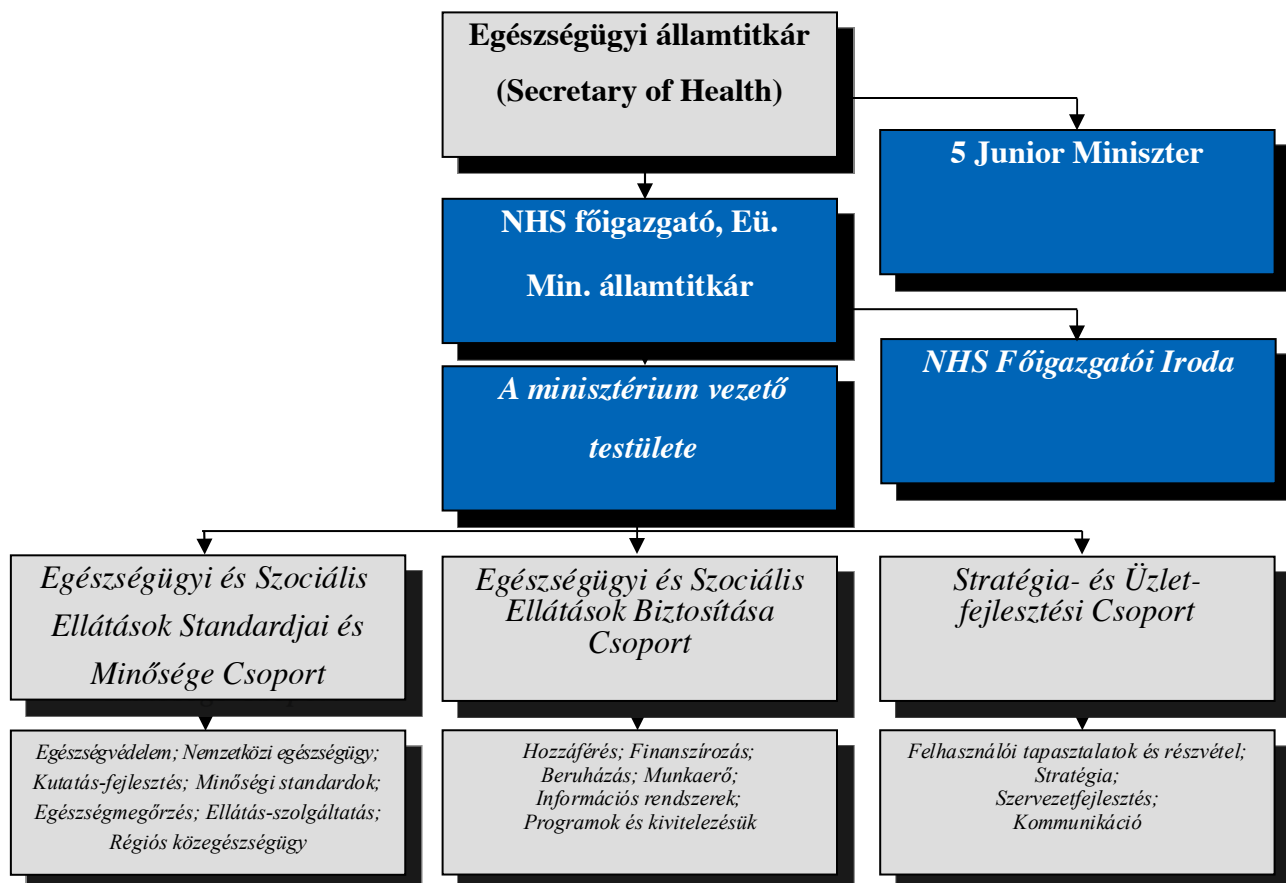 Egészségügyi államtitkár
(Secretary of Health)
5 Junior Miniszter
NHS főigazgató, Eü.
Min. államtitkár
NHS Főigazgatói Iroda
A minisztérium vezető
testülete
Egészségügyi és Szociális
Ellátások Standardjai és
Minősége Csoport
Egészségügyi és Szociális
Ellátások Biztosítása
Csoport
Stratégia- és Üzlet-
fejlesztési Csoport
Egészségvédelem; Nemzetközi egészségügy;
Kutatás-fejlesztés; Minőségi standardok;
Egészségmegőrzés; Ellátás-szolgáltatás;
Régiós közegészségügy
Hozzáférés; Finanszírozás;
Beruházás; Munkaerő;
Információs rendszerek;
Programok és kivitelezésük
Felhasználói tapasztalatok és részvétel;
Stratégia;
Szervezetfejlesztés;
Kommunikáció